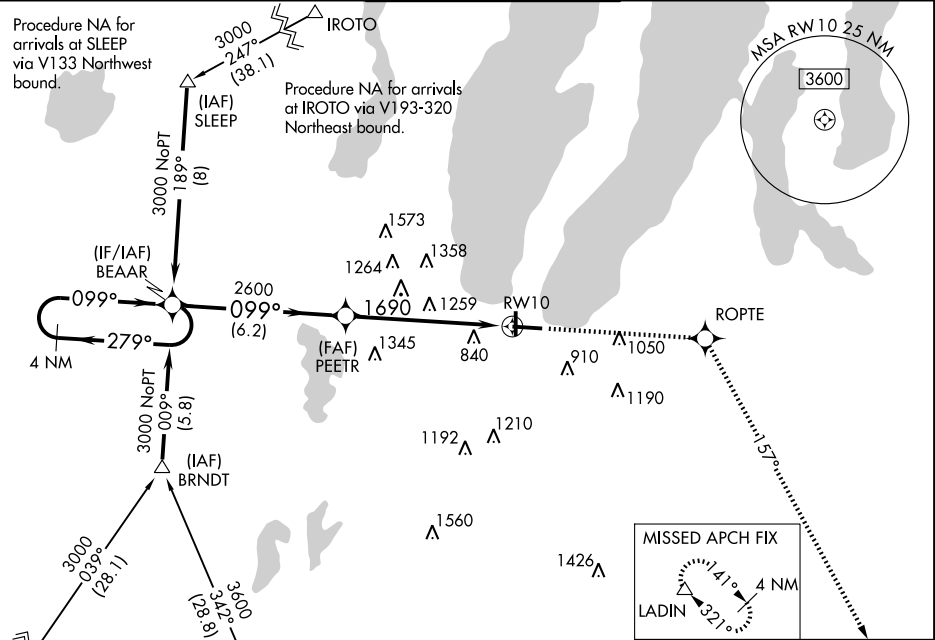 Procedure NA for
arrivals at SLEEP
via V133 Northwest
bound.
IROTO
3000
247°
(38.1)
(IAF)
SLEEP
Procedure NA for arrivals
at IROTO via V193-320
Northeast bound.
MSA RW10 25 NM
3600
3000 NoPT
189°
(8)
1573
1264
1358
(IF/IAF)
BEAAR
099°
2600
099°
(6.2)
1690
1259
RW10
ROPTE
279°
4 NM
(FAF)
PEETR
1345
840
910
1050
1190
3000 NoPT
009°
(5.8)
1192
1210
157°
(IAF)
BRNDT
1560
1426
3000
039°
(28.1)
3600
342°
(28.8)
MISSED APCH FIX
141°
4 NM
LADIN
321°